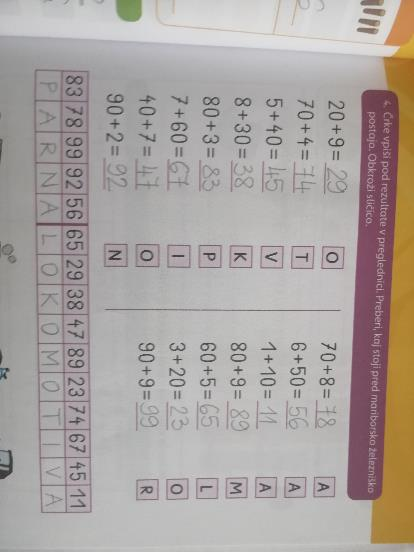 4. Črke vpiši pod rezultate v preglednici. Preberi, kaj stoji pred mariborsko železniško
postajo. Obkroži sličico.
20 + 9 = 29 O
70 + 4 = 74 T
5 + 40 = 45 V
8 + 30 = 38 K
80 + 3 = 83 P
7 + 60 = 67 I
40 + 7 = 47 O
90 + 2 = 92 N
70 + 8 = 78 A
6 + 50 = 56 A
1 + 10 = 11 A
80 + 9 = 89 M
60 + 5 = 65 L
3 + 20 = 23 O
90 + 9 = 99 R
83 78 99 92 56 65 29 38 47 89 23 74 67 45 11
P A R N A L O K O M O T I V A